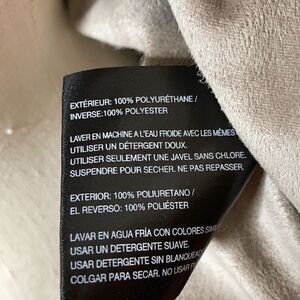 EXTÉRIEUR: 100% POLYURÉTHANE /
INVERSE:100% POLYESTER
LAVER EN MACHINE A L'EAU FROIDE AVEC LES MÊMES
UTILISER UN DÉTERGENT DOUX.
UTILISER SEULEMENT UNE JAVEL SANS CHLORE.
SUSPENDRE POUR SECHER. NE PAS REPASSER.
EXTERIOR: 100% POLIURETANO /
EL REVERSO: 100% POLIÉSTER
LAVAR EN AGUA FRÍA CON COLORES
USAR UN DETERGENTE SUAVE.
USAR DETERGENTE SIN
COLGAR PARA SECAR. NO USAR